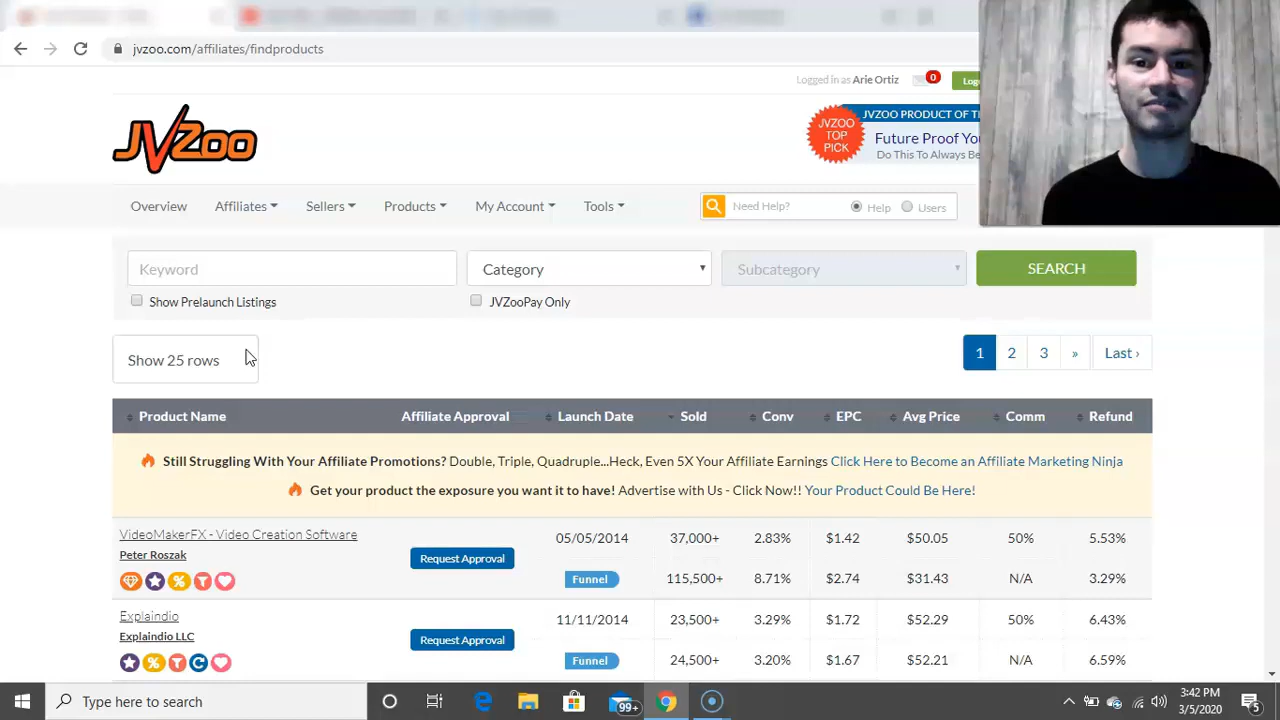 jvzoo.com/affiliates/findproducts
Logged in as Arie Ortiz
0
JVZoo
JVZOO TOP PICK
JVZOO PRODUCT OF T
Future Proof Yo
Do This To Always Be
Overview
Affiliates
Sellers
Products
My Account
Tools
Need Help?
Help
Users
Keyword
Category
Subcategory
SEARCH
Show Prelaunch Listings
JVZooPay Only
Show 25 rows
1 2 3 » Last ›
Product Name Affiliate Approval Launch Date Sold Conv EPC Avg Price Comm Refund
Still Struggling With Your Affiliate Promotions? Double, Triple, Quadruple...Heck, Even 5X Your Affiliate Earnings Click Here to Become an Affiliate Marketing Ninja
Get your product the exposure you want it to have! Advertise with Us - Click Now!! Your Product Could Be Here!
VideoMakerFX - Video Creation Software
Peter Roszak
Request Approval
05/05/2014 37,000+ 2.83% $1.42 $50.05 50% 5.53%
Funnel 115,500+ 8.71% $2.74 $31.43 N/A 3.29%
Explaindio
Explaindio LLC
Request Approval
11/11/2014 23,500+ 3.29% $1.72 $52.29 50% 6.43%
Funnel 24,500+ 3.20% $1.67 $52.21 N/A 6.59%
Type here to search
99+
3:42 PM
3/5/2020
5